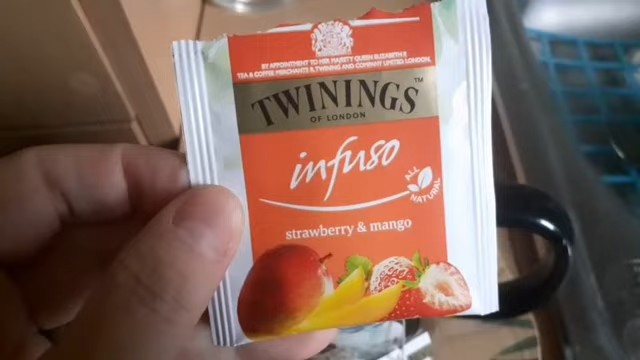 BY APPOINTMENT TO HER MAJESTY QUEEN ELIZABETH II
TEA & COFFEE MERCHANTS R. TWINING AND COMPANY LIMITED, LONDON.
TWININGS™
OF LONDON
infuso
ALL
NATURAL
strawberry & mango